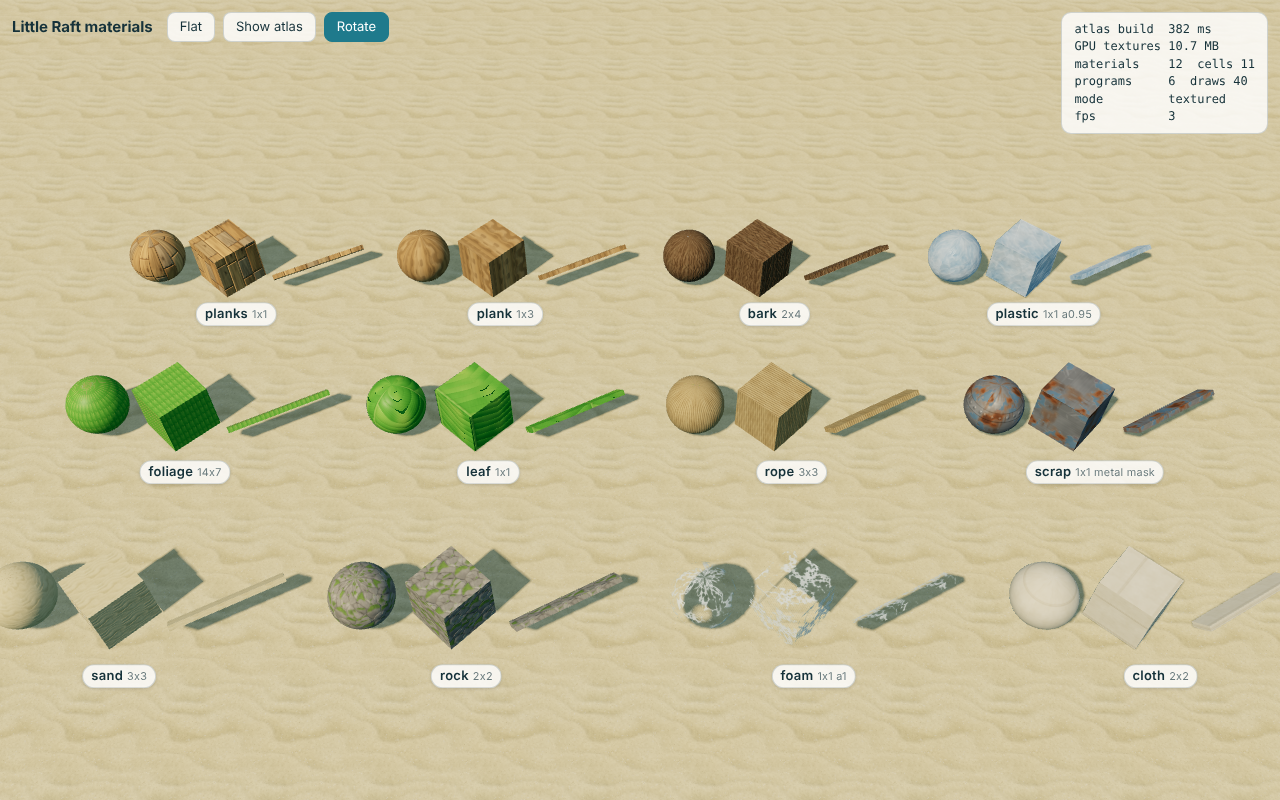 Little Raft materials Flat Show atlas Rotate
atlas build 382 ms
GPU textures 10.7 MB
materials 12 cells 11
programs 6 draws 40
mode textured
fps 3
planks 1x1
plank 1x3
bark 2x4
plastic 1x1 a0.95
foliage 14x7
leaf 1x1
rope 3x3
scrap 1x1 metal mask
sand 3x3
rock 2x2
foam 1x1 a1
cloth 2x2